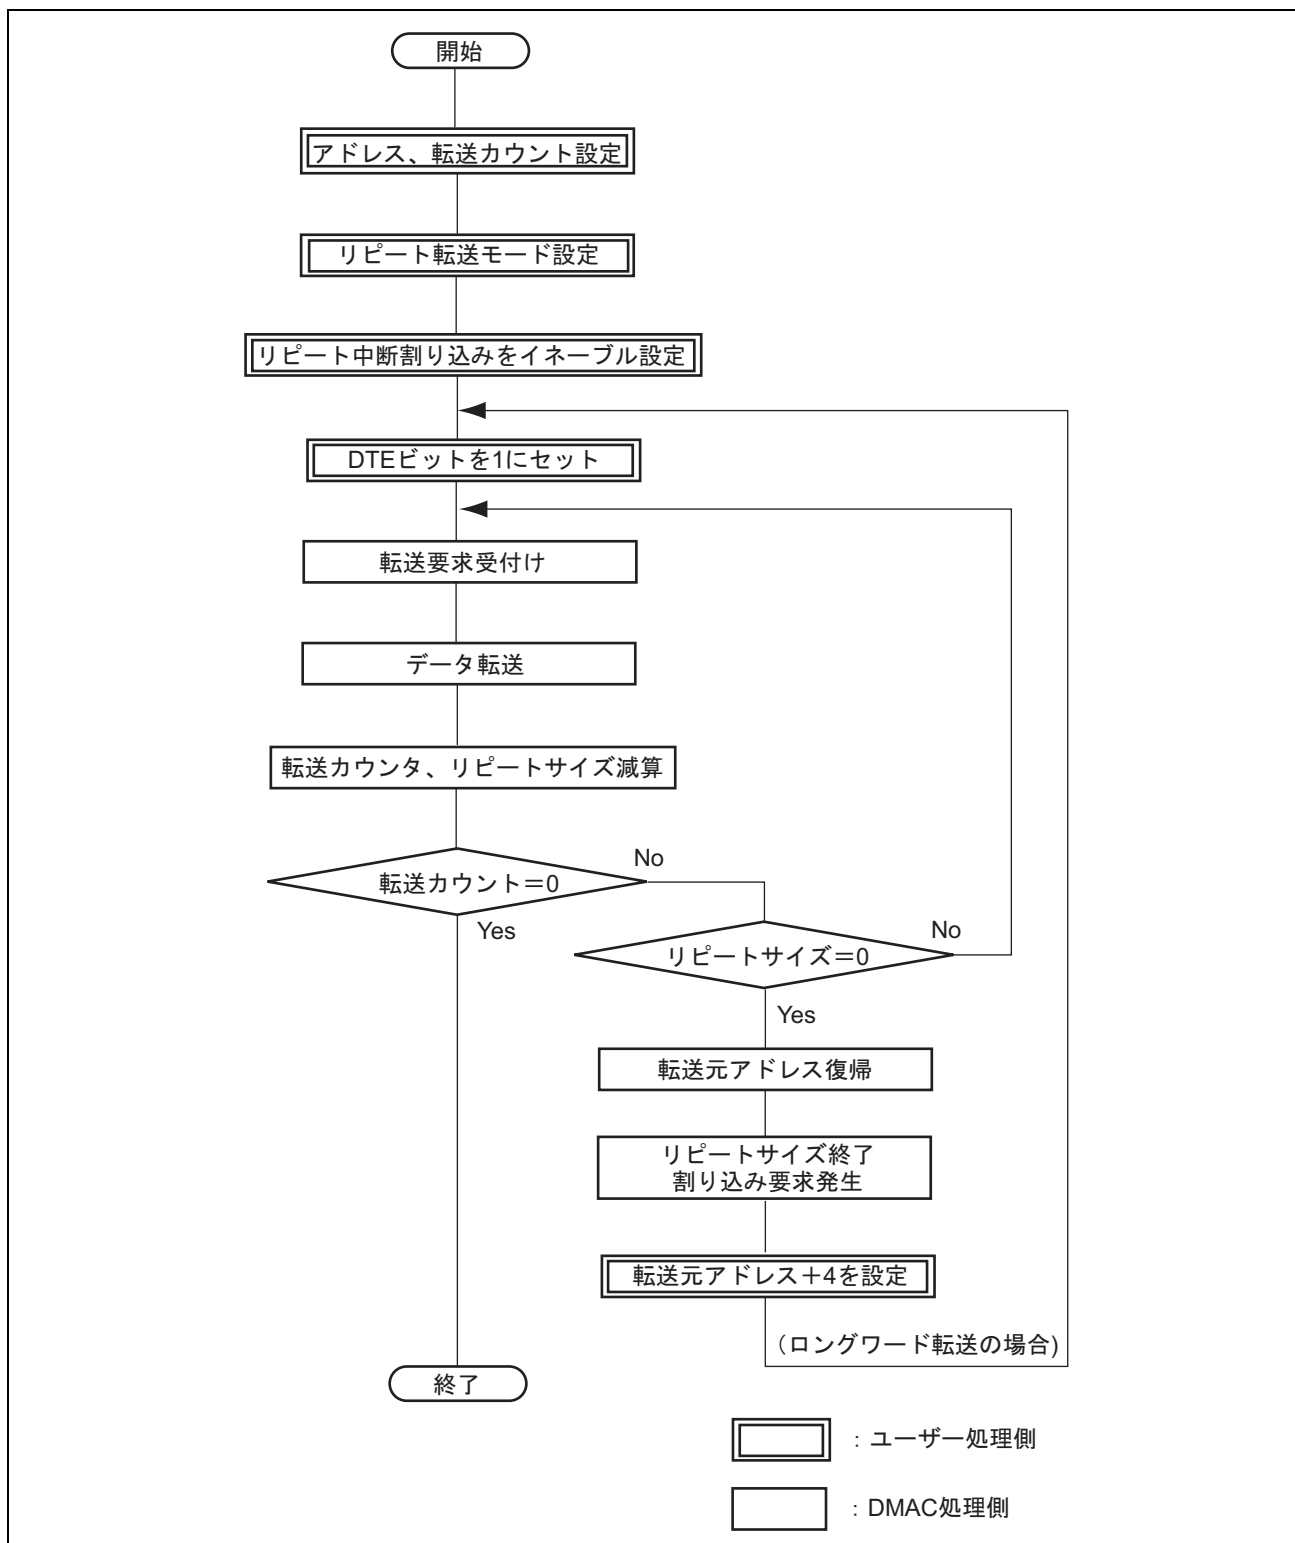 開始
アドレス、転送カウント設定
リピート転送モード設定
リピート中断割り込みをイネーブル設定
DTEビットを1にセット
転送要求受付け
データ転送
転送カウンタ、リピートサイズ減算
転送カウント＝0
No
Yes
リピートサイズ＝0
No
Yes
転送元アドレス復帰
リピートサイズ終了
割り込み要求発生
転送元アドレス＋4を設定
（ロングワード転送の場合)
終了
：ユーザー処理側
：DMAC処理側